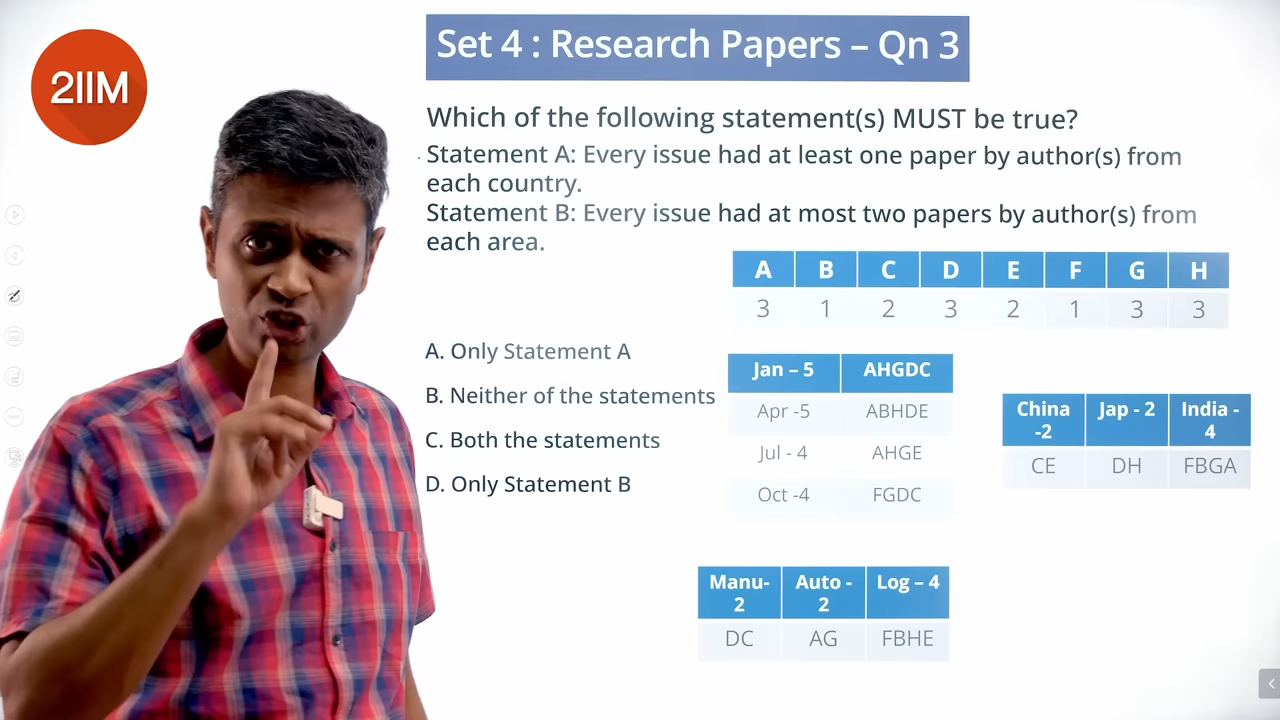 2IIM
Set 4 : Research Papers – Qn 3
Which of the following statement(s) MUST be true?
Statement A: Every issue had at least one paper by author(s) from
each country.
Statement B: Every issue had at most two papers by author(s) from
each area.
A B C D E F G H
3 1 2 3 2 1 3 3
A. Only Statement A
B. Neither of the statements
C. Both the statements
D. Only Statement B
Jan – 5 AHGDC
Apr -5 ABHDE
Jul - 4 AHGE
Oct -4 FGDC
China
-2
Jap - 2
India -
4
CE DH FBGA
Manu-
2
Auto -
2
Log – 4
DC AG FBHE